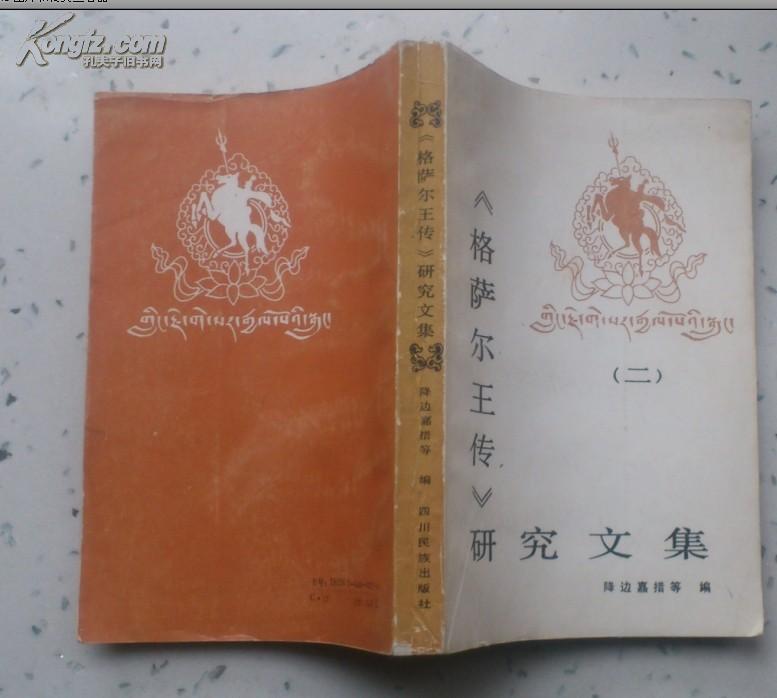 Kongfz.com
孔夫子旧书网
《格萨尔王传》研究文集
降边嘉措等 编
四川民族出版社
《格萨尔王传》
研究文集
(二)
降边嘉措等 编